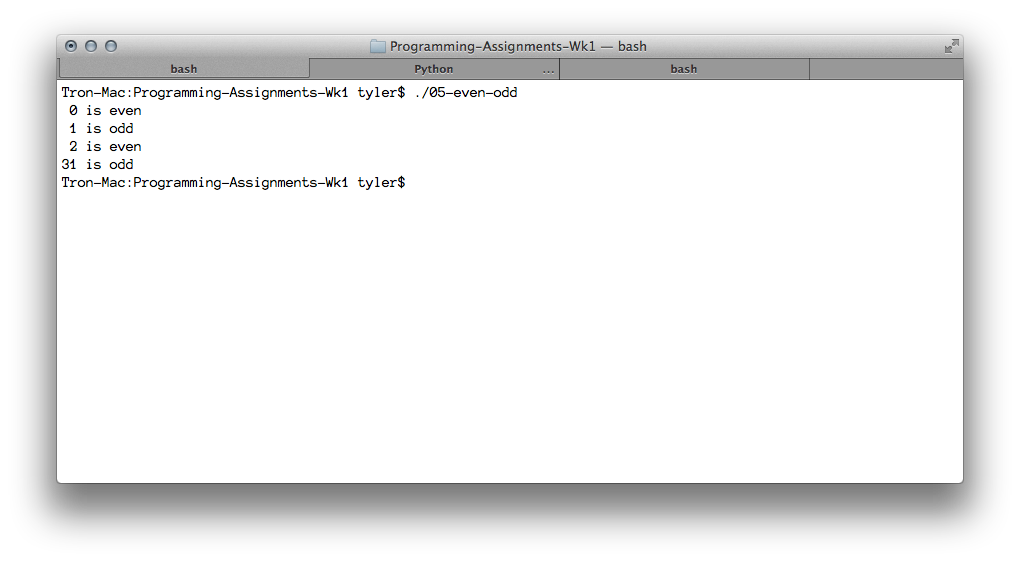 Programming-Assignments-Wk1 — bash
bash Python ... bash
Tron-Mac:Programming-Assignments-Wk1 tyler$ ./05-even-odd
 0 is even
 1 is odd
 2 is even
31 is odd
Tron-Mac:Programming-Assignments-Wk1 tyler$